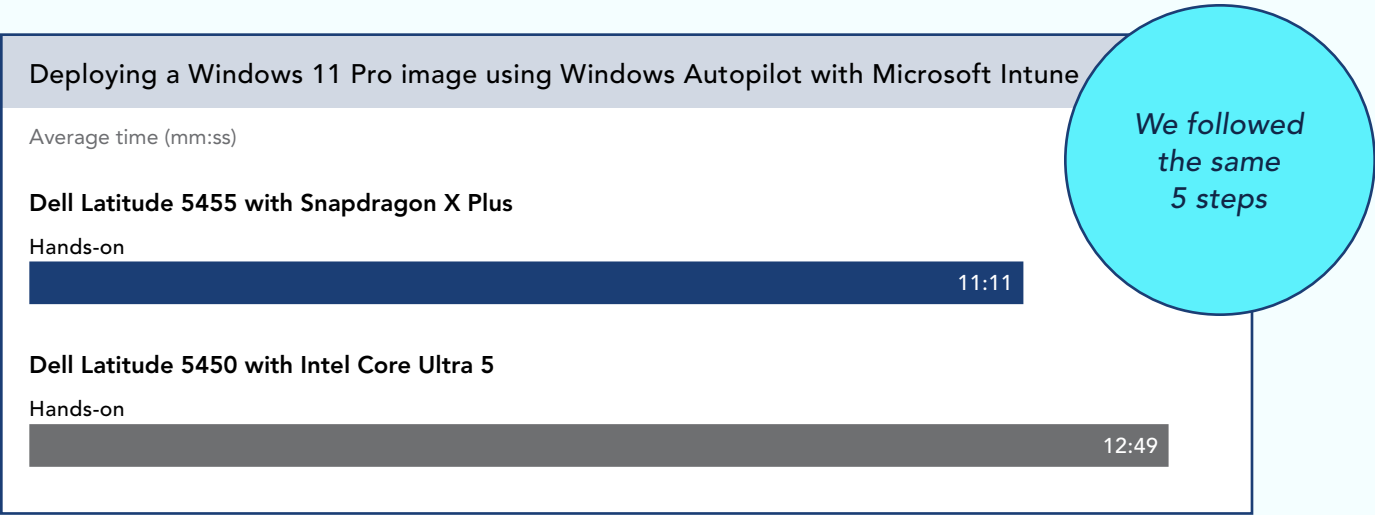 Deploying a Windows 11 Pro image using Windows Autopilot with Microsoft Intune
We followed
the same
5 steps
Average time (mm:ss)
Dell Latitude 5455 with Snapdragon X Plus
Hands-on
11:11
Dell Latitude 5450 with Intel Core Ultra 5
Hands-on
12:49